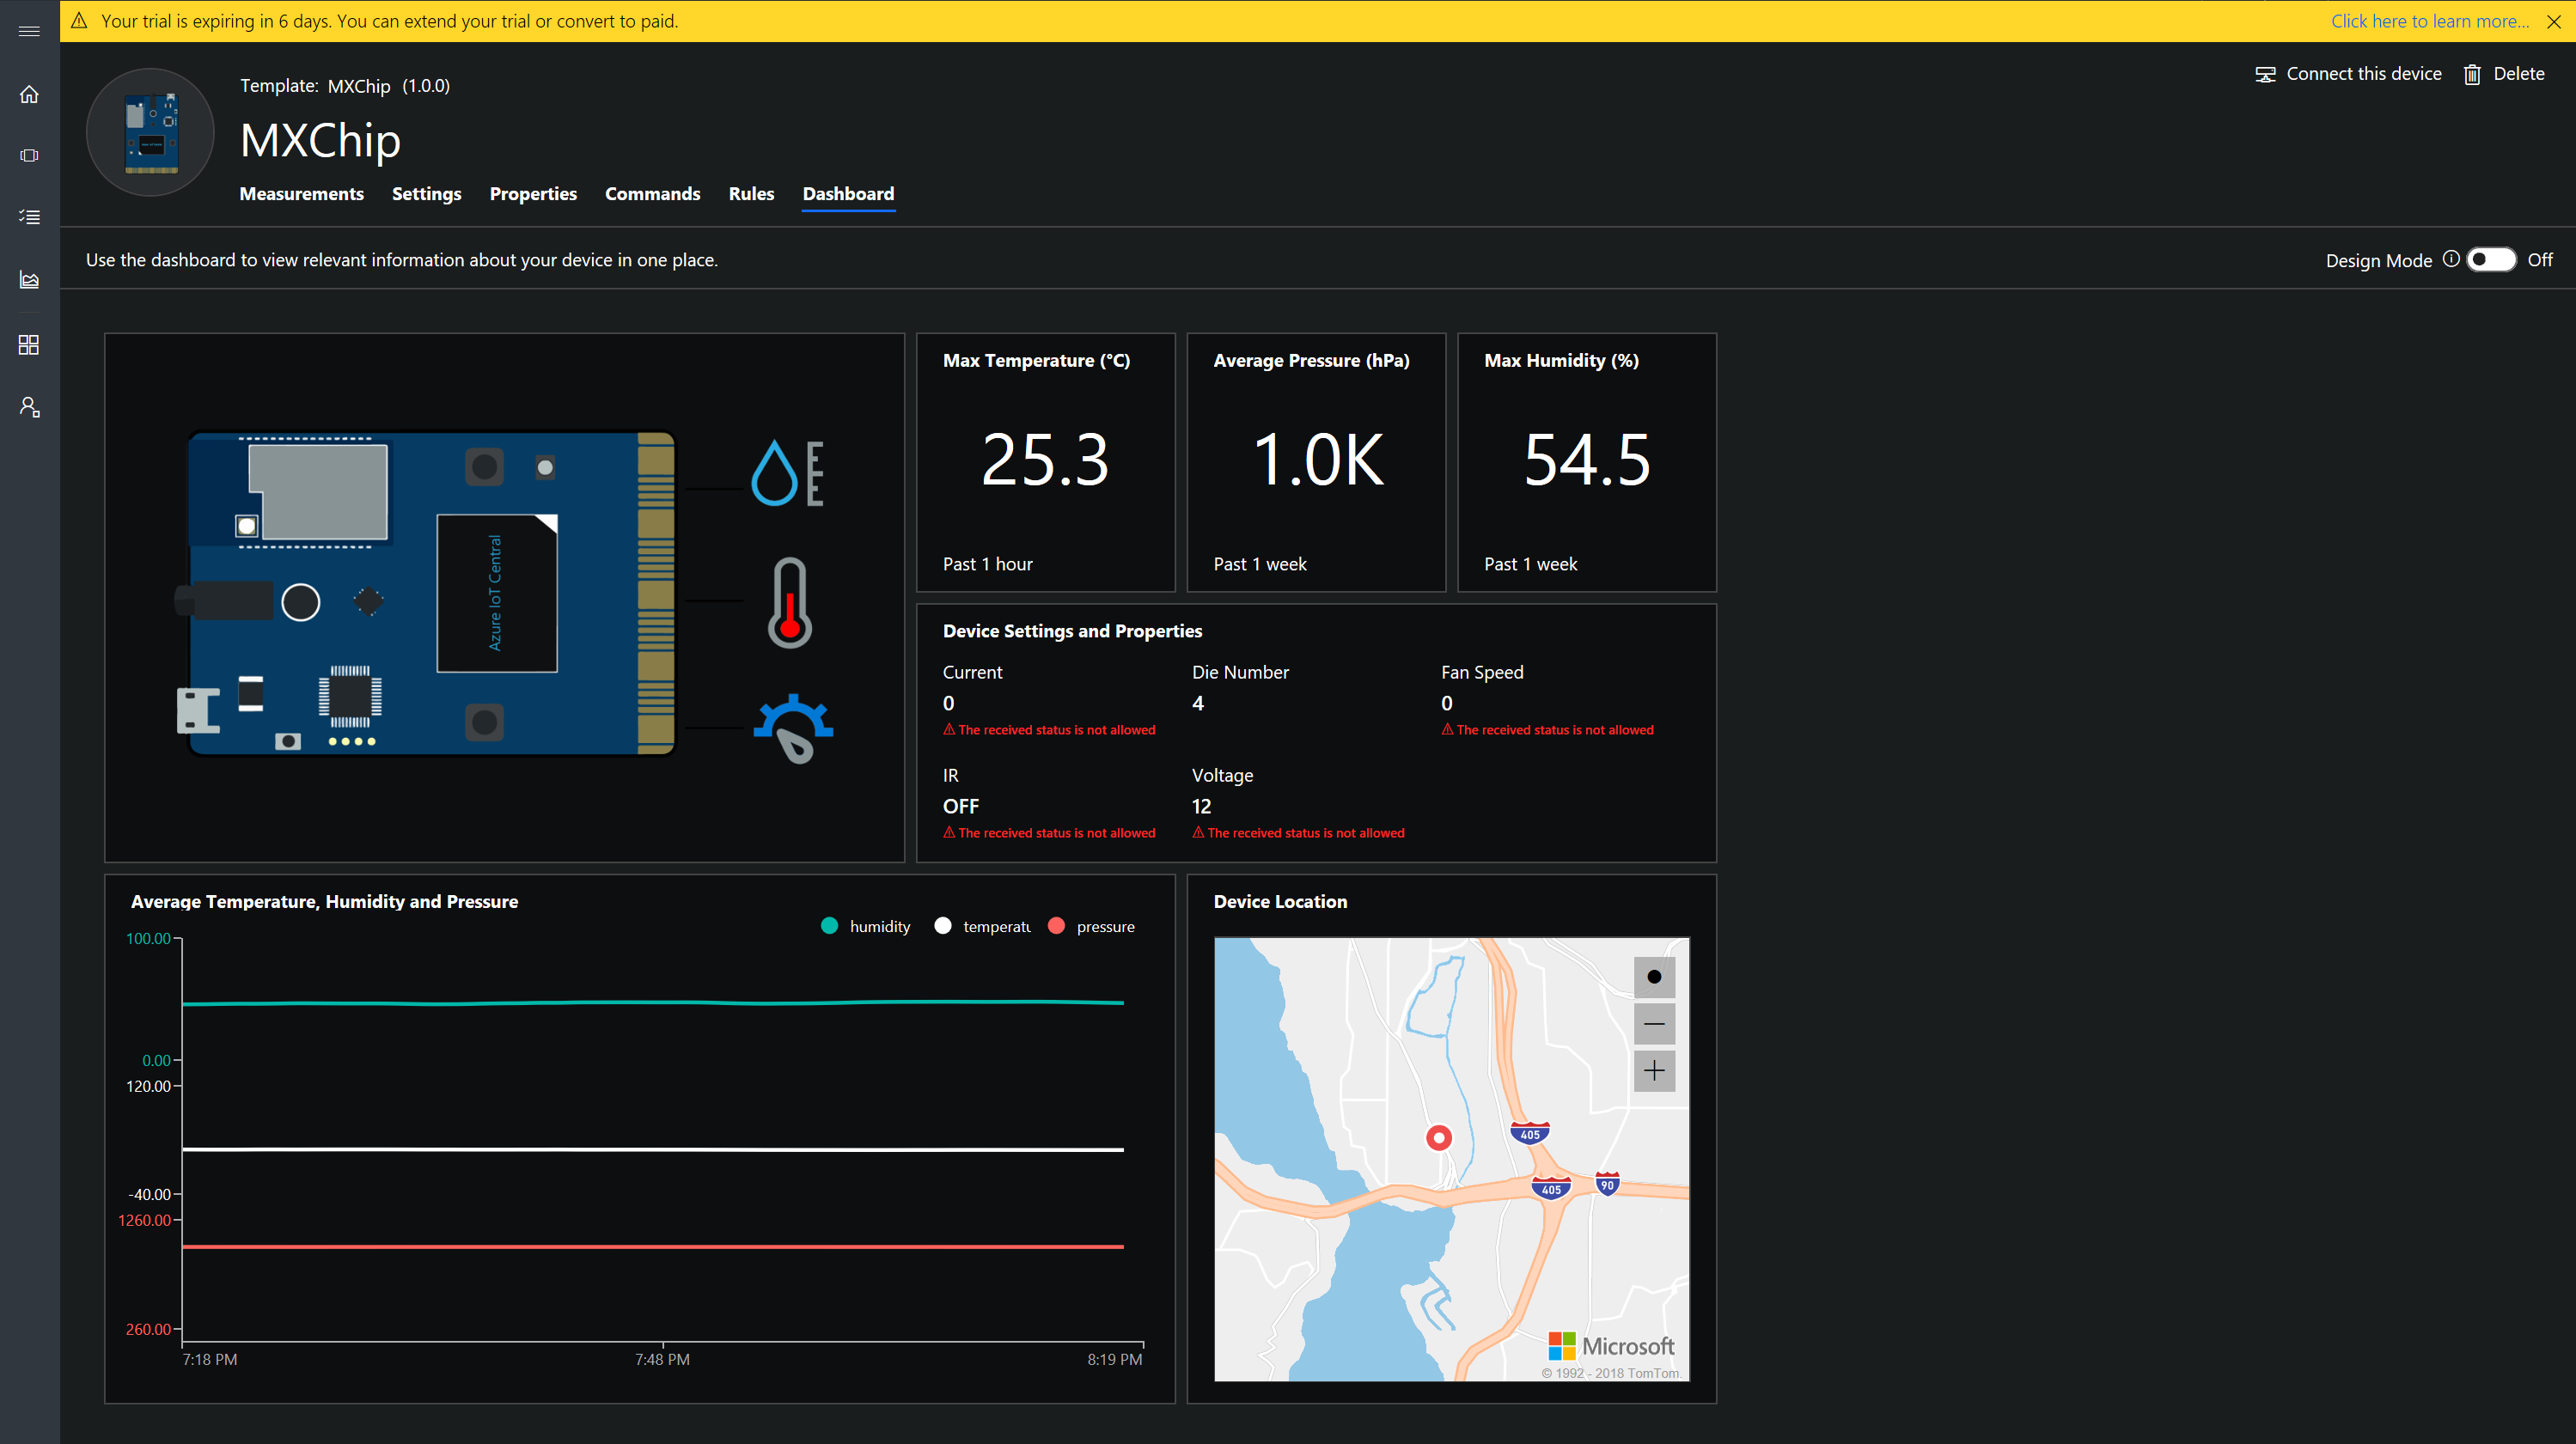 Your trial is expiring in 6 days. You can extend your trial or convert to paid.
Click here to learn more...
Template: MXChip (1.0.0)
Connect this device
Delete
MXChip
Measurements Settings Properties Commands Rules Dashboard
Use the dashboard to view relevant information about your device in one place.
Design Mode Off
Azure IoT Central
Max Temperature (°C)
25.3
Past 1 hour
Average Pressure (hPa)
1.0K
Past 1 week
Max Humidity (%)
54.5
Past 1 week
Device Settings and Properties
Current
0
The received status is not allowed
Die Number
4
Fan Speed
0
The received status is not allowed
IR
OFF
The received status is not allowed
Voltage
12
The received status is not allowed
Average Temperature, Humidity and Pressure
humidity temperatu pressure
100.00
0.00
120.00
-40.00
1260.00
260.00
7:18 PM 7:48 PM 8:19 PM
Device Location
405
405
90
Microsoft
© 1992 - 2018 TomTom.